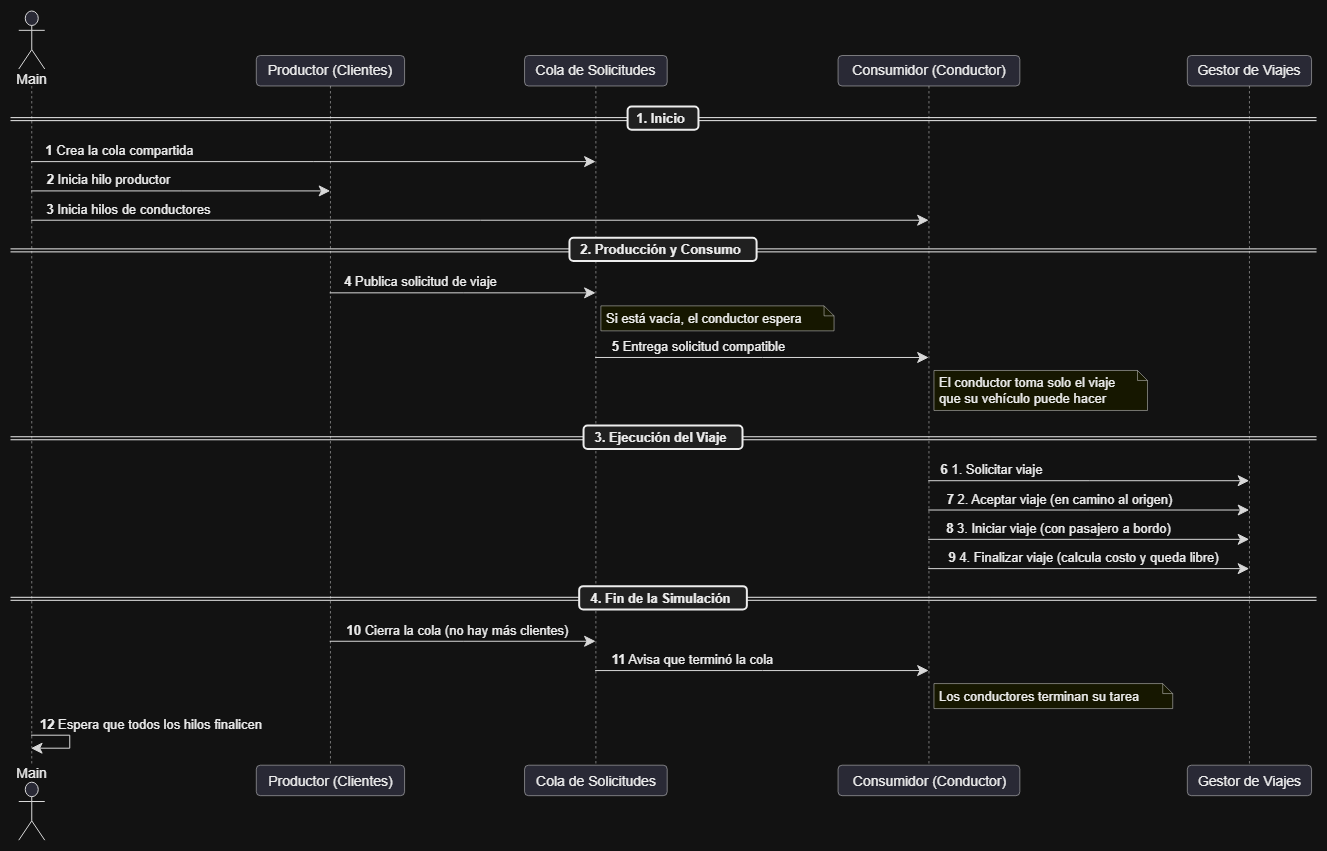 Main
Productor (Clientes)
Cola de Solicitudes
Consumidor (Conductor)
Gestor de Viajes
1. Inicio
1 Crea la cola compartida
2 Inicia hilo productor
3 Inicia hilos de conductores
2. Producción y Consumo
4 Publica solicitud de viaje
Si está vacía, el conductor espera
5 Entrega solicitud compatible
El conductor toma solo el viaje
que su vehículo puede hacer
3. Ejecución del Viaje
6 1. Solicitar viaje
7 2. Aceptar viaje (en camino al origen)
8 3. Iniciar viaje (con pasajero a bordo)
9 4. Finalizar viaje (calcula costo y queda libre)
4. Fin de la Simulación
10 Cierra la cola (no hay más clientes)
11 Avisa que terminó la cola
Los conductores terminan su tarea
12 Espera que todos los hilos finalicen
Main
Productor (Clientes)
Cola de Solicitudes
Consumidor (Conductor)
Gestor de Viajes